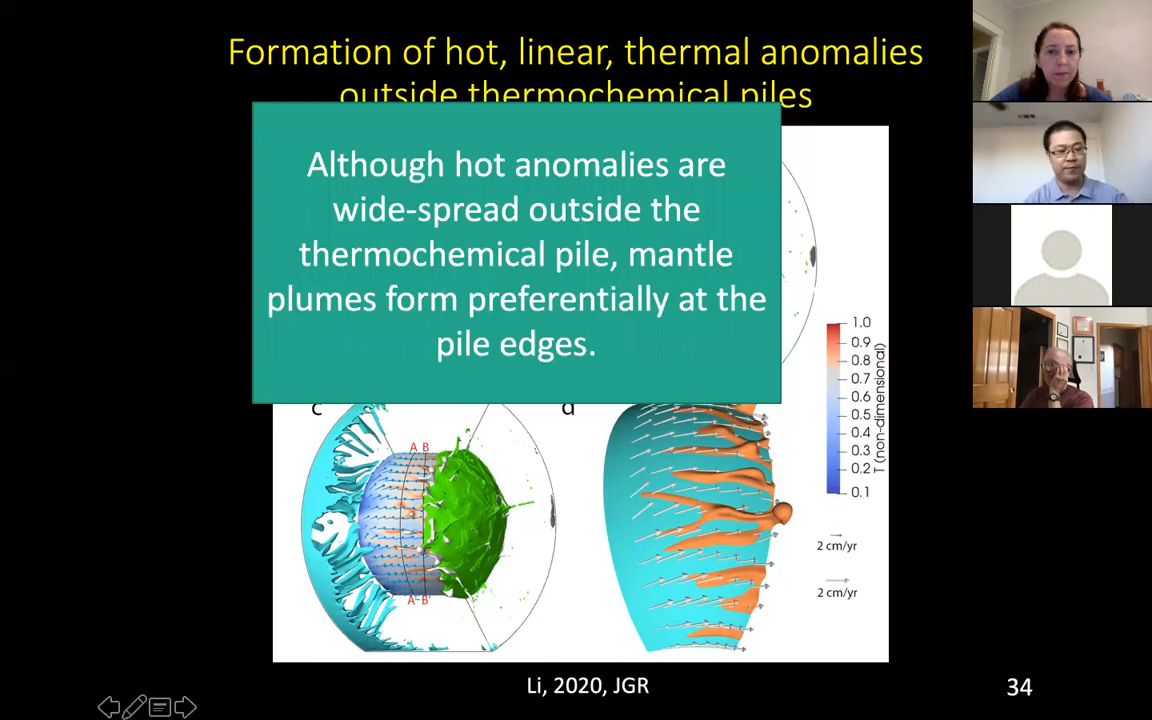 Formation of hot, linear, thermal anomalies
outside thermochemical piles
Although hot anomalies are
wide-spread outside the
thermochemical pile, mantle
plumes form preferentially at the
pile edges.
1.0
0.9
0.8
0.7
0.6
0.5
0.4
0.3
0.2
0.1
T (non-dimensional)
c
d
A B
A' B'
2 cm/yr
2 cm/yr
Li, 2020, JGR
34